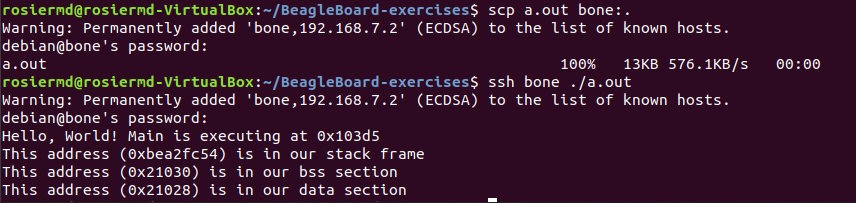 rosiermd@rosiermd-VirtualBox:~/BeagleBoard-exercises$ scp a.out bone:.
Warning: Permanently added 'bone,192.168.7.2' (ECDSA) to the list of known hosts.
debian@bone's password:
a.out 100% 13KB 576.1KB/s 00:00
rosiermd@rosiermd-VirtualBox:~/BeagleBoard-exercises$ ssh bone ./a.out
Warning: Permanently added 'bone,192.168.7.2' (ECDSA) to the list of known hosts.
debian@bone's password:
Hello, World! Main is executing at 0x103d5
This address (0xbea2fc54) is in our stack frame
This address (0x21030) is in our bss section
This address (0x21028) is in our data section